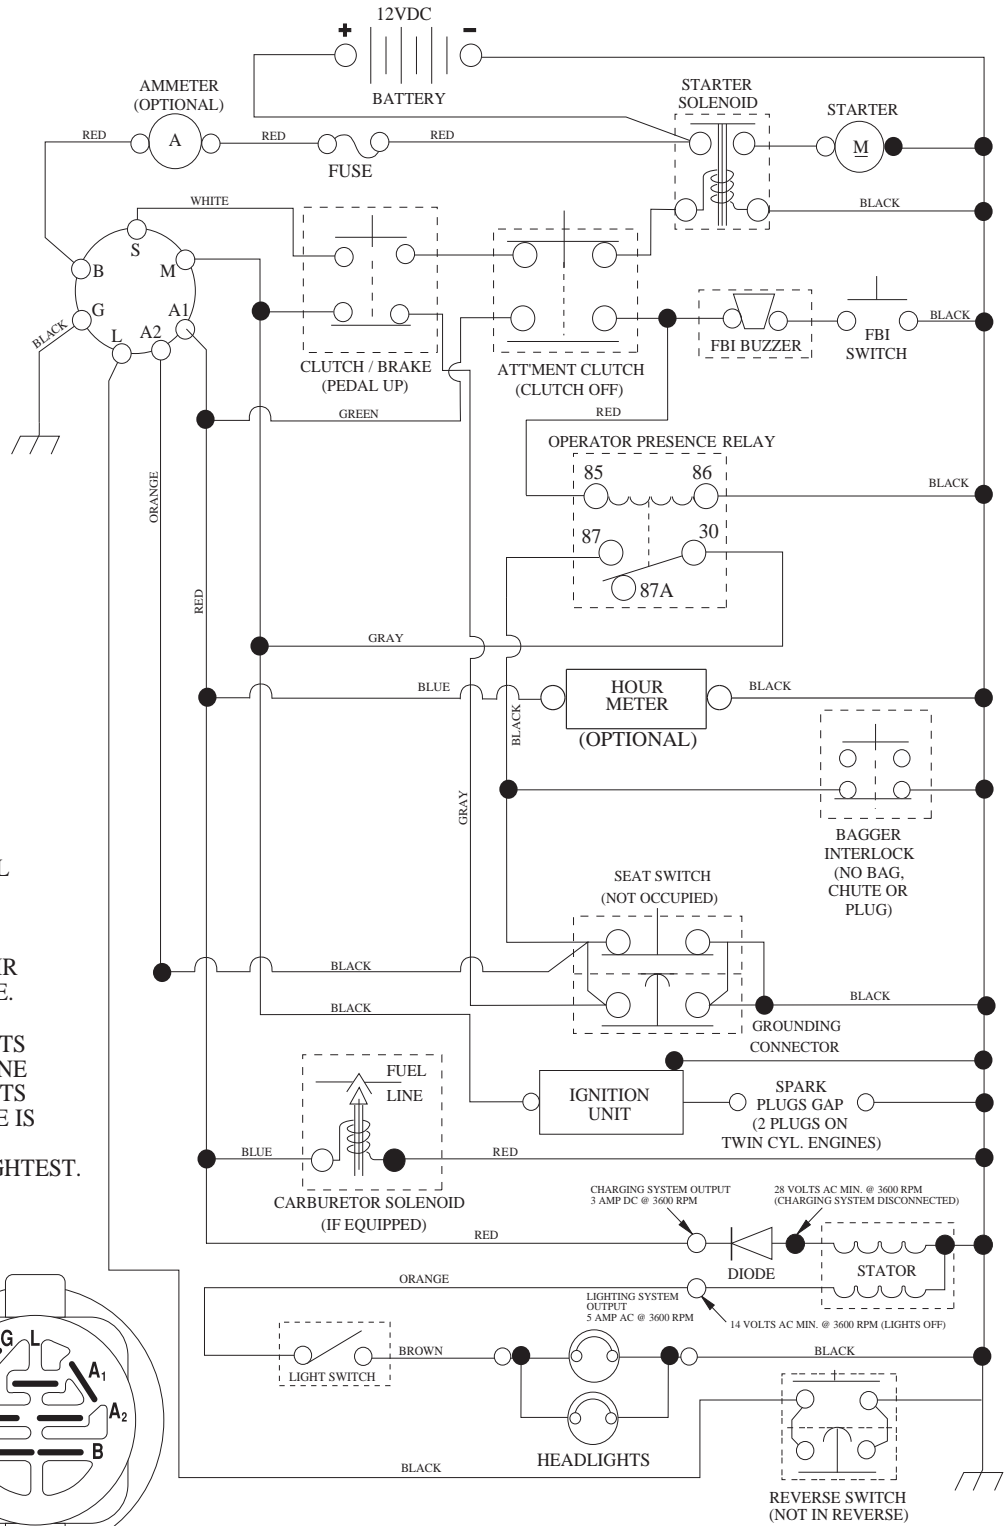 12VDC
+
-
BATTERY
AMMETER
(OPTIONAL)
RED
A
RED
FUSE
RED
STARTER
SOLENOID
STARTER
M
BLACK
WHITE
S
B
M
G
A1
A2
L
BLACK
CLUTCH / BRAKE
(PEDAL UP)
ATT'MENT CLUTCH
(CLUTCH OFF)
FBI BUZZER
FBI
SWITCH
BLACK
GREEN
RED
ORANGE
OPERATOR PRESENCE RELAY
85
86
BLACK
87
30
87A
RED
GRAY
BLUE
HOUR
METER
(OPTIONAL)
BLACK
BLACK
GRAY
BAGGER
INTERLOCK
(NO BAG,
CHUTE OR
PLUG)
SEAT SWITCH
(NOT OCCUPIED)
L
IR
E.
TS
NE
TS
E IS
GHTEST.
BLACK
BLACK
BLACK
GROUNDING
CONNECTOR
FUEL
LINE
IGNITION
UNIT
SPARK
PLUGS GAP
(2 PLUGS ON
TWIN CYL. ENGINES)
BLUE
RED
CARBURETOR SOLENOID
(IF EQUIPPED)
CHARGING SYSTEM OUTPUT
3 AMP DC @ 3600 RPM
28 VOLTS AC MIN. @ 3600 RPM
(CHARGING SYSTEM DISCONNECTED)
RED
DIODE
STATOR
ORANGE
LIGHTING SYSTEM
OUTPUT
5 AMP AC @ 3600 RPM
14 VOLTS AC MIN. @ 3600 RPM (LIGHTS OFF)
LIGHT SWITCH
BROWN
BLACK
HEADLIGHTS
BLACK
REVERSE SWITCH
(NOT IN REVERSE)
G
L
A1
A2
B